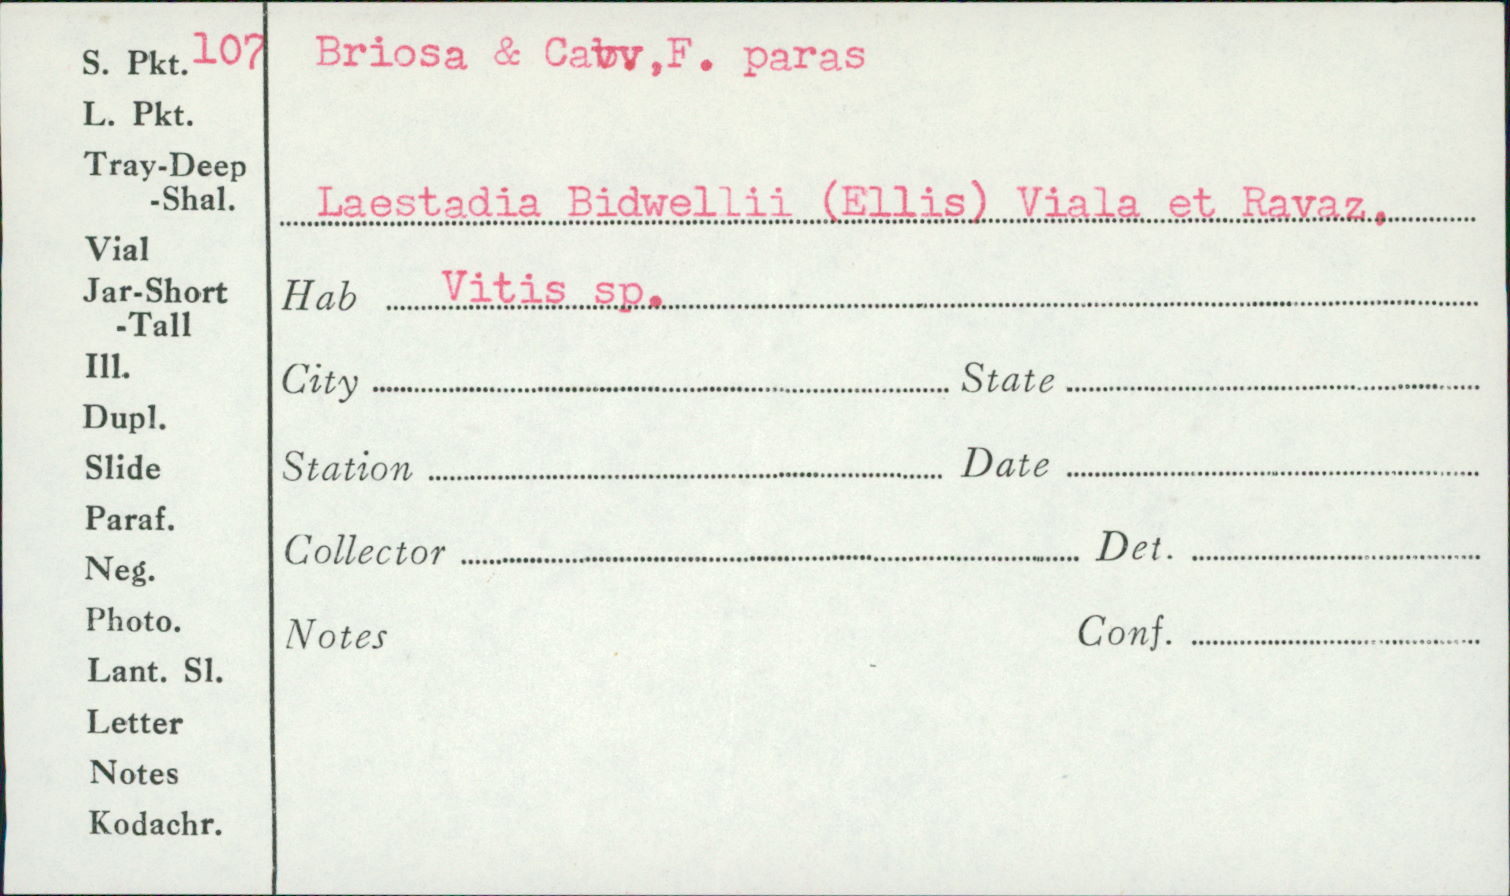 S. Pkt. 107
L. Pkt.
Tray-Deep
-Shal.
Vial
Jar-Short
-Tall
Ill.
Dupl.
Slide
Paraf.
Neg.
Photo.
Lant. Sl.
Letter
Notes
Kodachr.
Briosa & Cavv, F. paras
Laestadia Bidwellii (Ellis) Viala et Ravaz.
Hab Vitis sp.
City State
Station Date
Collector Det.
Notes Conf.